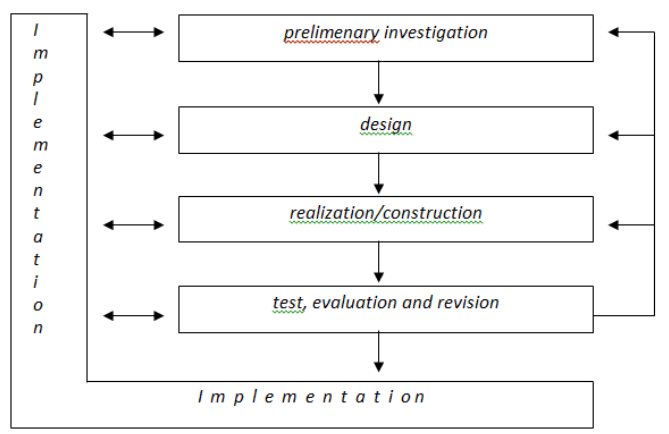 Implementation
prelimenary investigation
design
realization/construction
test, evaluation and revision
Implementation